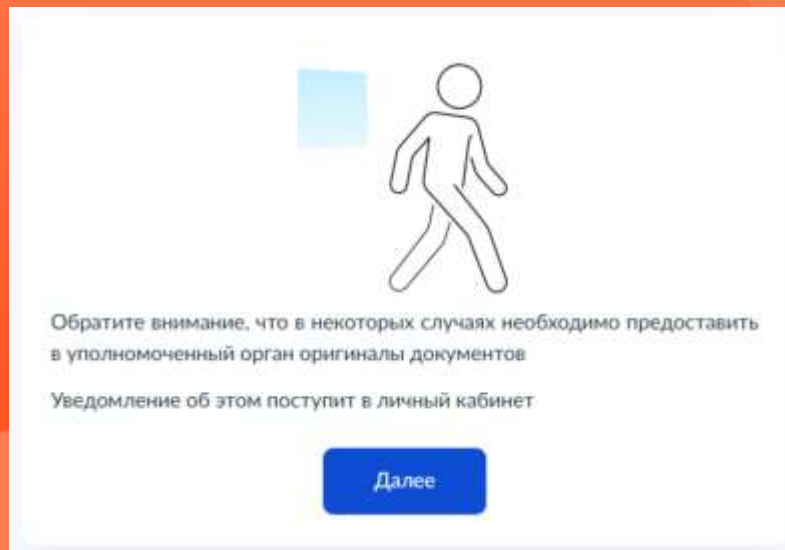 Обратите внимание, что в некоторых случаях необходимо предоставить
в уполномоченный орган оригиналы документов
Уведомление об этом поступит в личный кабинет
Далее